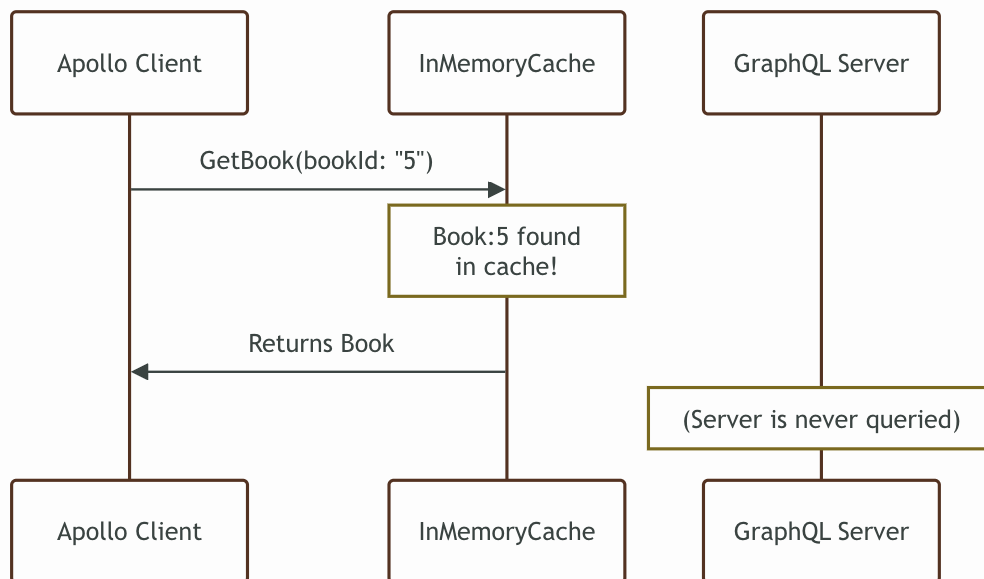 Apollo Client
InMemoryCache
GraphQL Server
GetBook(bookId: "5")
Book:5 found
in cache!
Returns Book
(Server is never queried)
Apollo Client
InMemoryCache
GraphQL Server